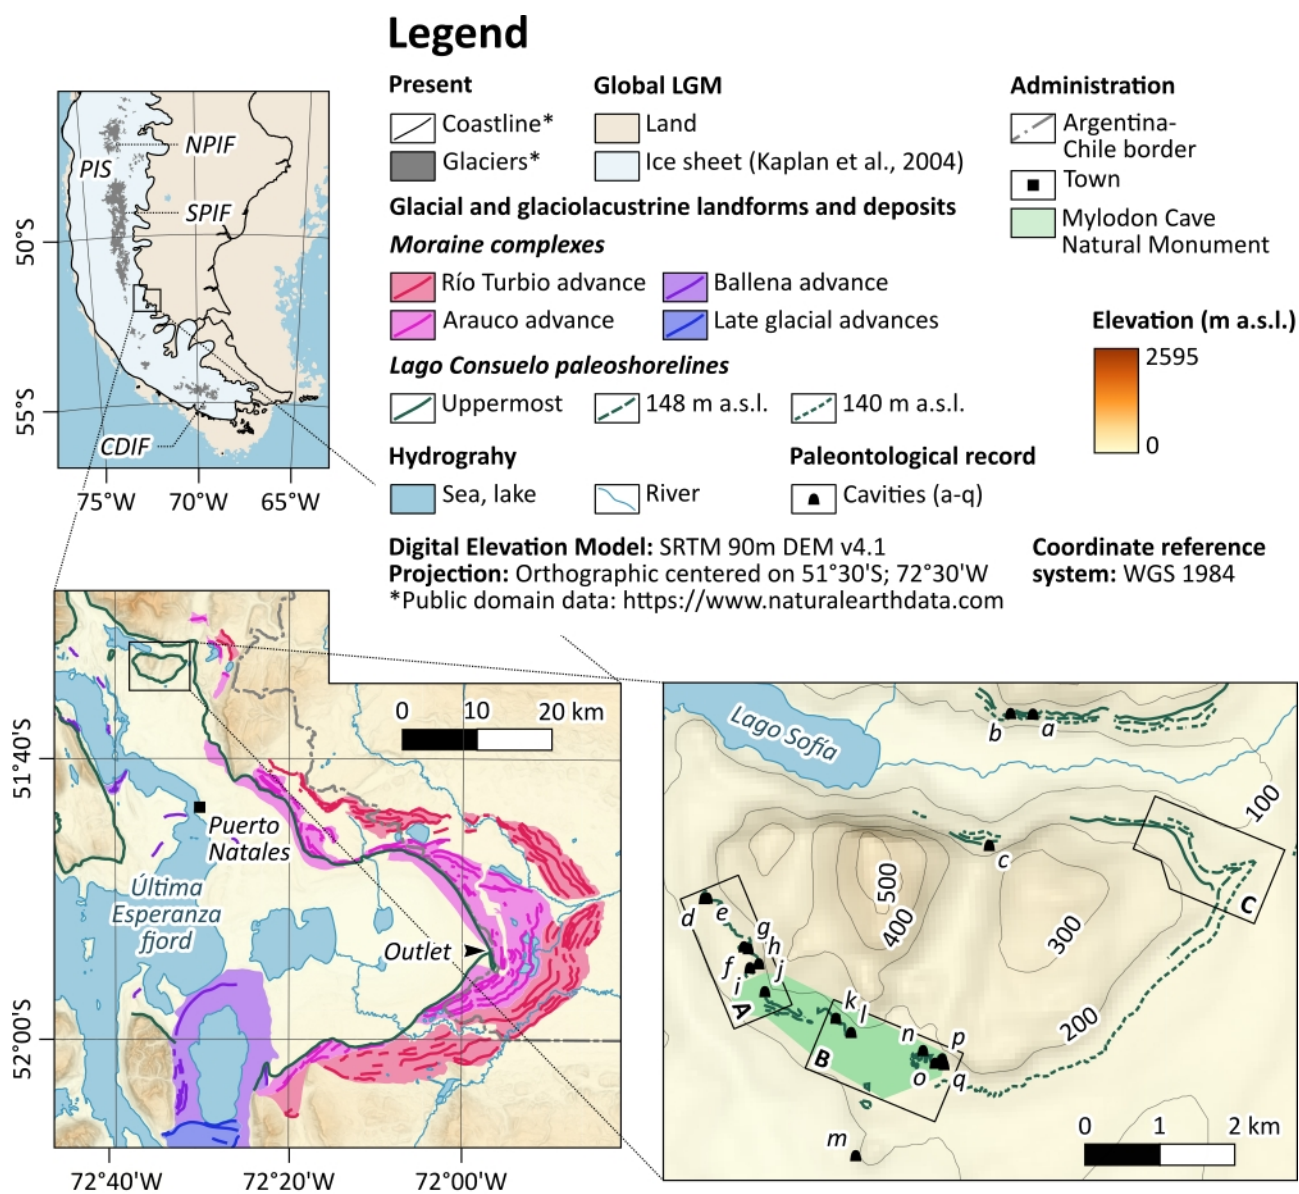 Legend
Present
Global LGM
Administration
Coastline*
Land
Argentina-
Chile border
Glaciers*
Ice sheet (Kaplan et al., 2004)
Town
Mylodon Cave
Natural Monument
Glacial and glaciolacustrine landforms and deposits
Moraine complexes
Río Turbio advance
Ballena advance
Arauco advance
Late glacial advances
Elevation (m a.s.l.)
2595
0
Lago Consuelo paleoshorelines
Uppermost
148 m a.s.l.
140 m a.s.l.
Hydrograhy
Paleontological record
Sea, lake
River
Cavities (a-q)
Digital Elevation Model: SRTM 90m DEM v4.1
Projection: Orthographic centered on 51°30'S; 72°30'W
*Public domain data: https://www.naturalearthdata.com
Coordinate reference
system: WGS 1984
NPIF
PIS
SPIF
CDIF
50°S
55°S
75°W
70°W
65°W
0
10
20 km
51°40'S
52°00'S
Puerto
Natales
Última
Esperanza
fjord
Outlet
72°40'W
72°20'W
72°00'W
Lago Sofía
b
a
100
c
500
400
300
200
C
d
e
g
h
f
i
j
A
k
l
B
n
p
o
q
m
0
1
2 km